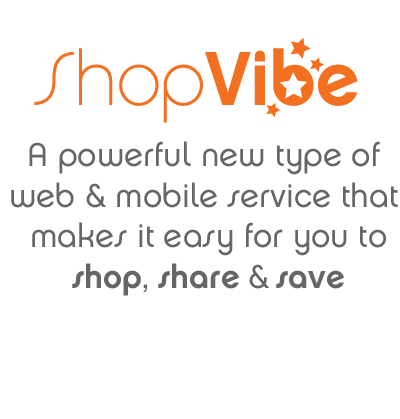 ShopVibe
A powerful new type of
web & mobile service that
makes it easy for you to
shop, share & save